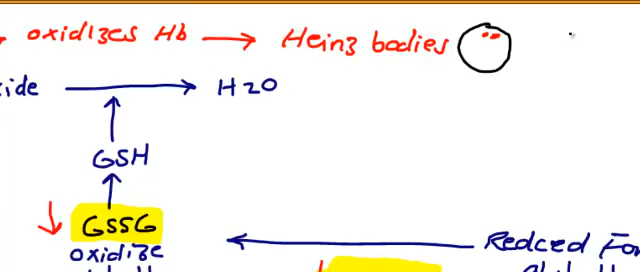 oxidizes Hb → Heinz bodies
ide → H2O
GSH
↓ GSSG
oxidize
Redced For